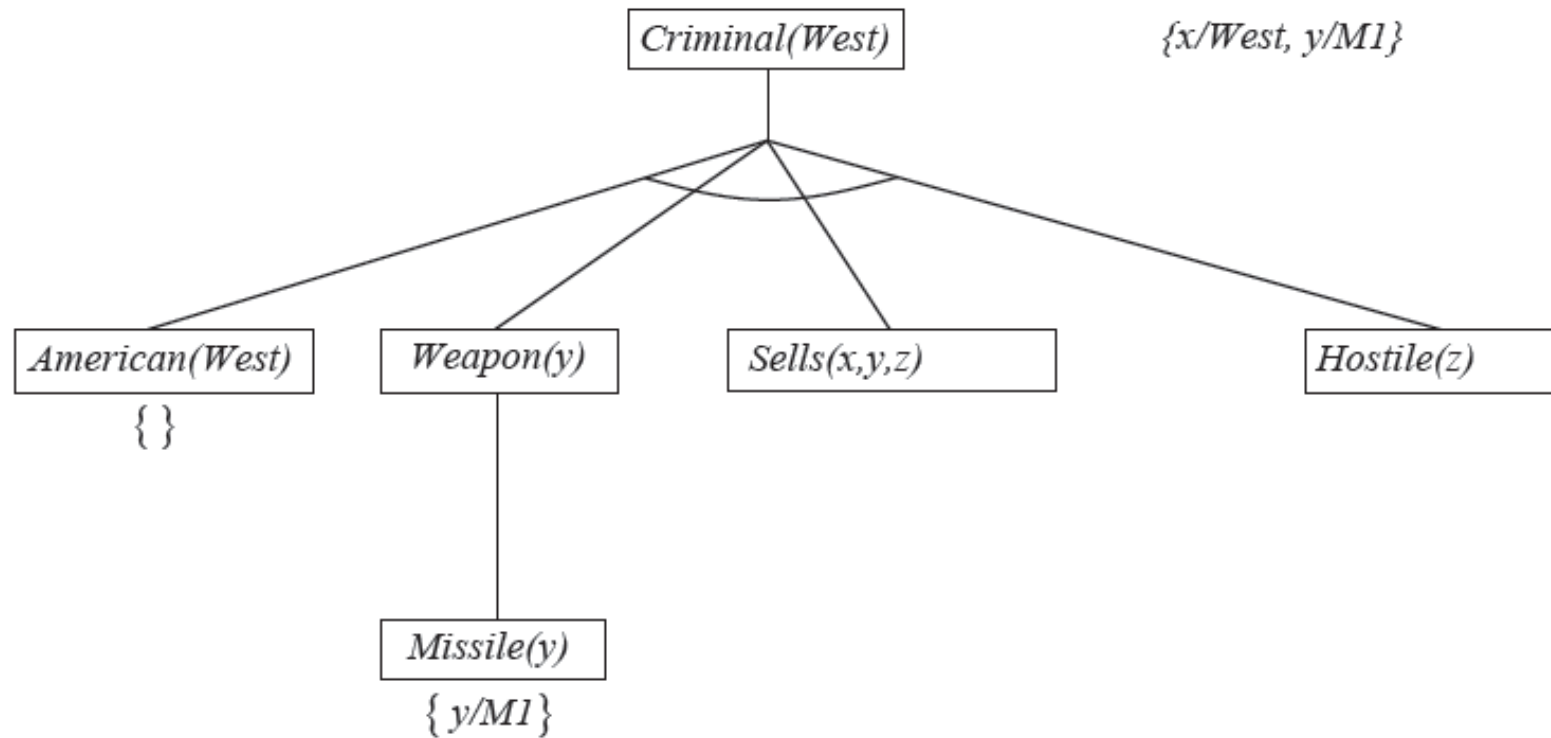 Criminal(West)
{x/West, y/M1}
American(West)
Weapon(y)
Sells(x,y,z)
Hostile(z)
{ }
Missile(y)
{ y/M1}